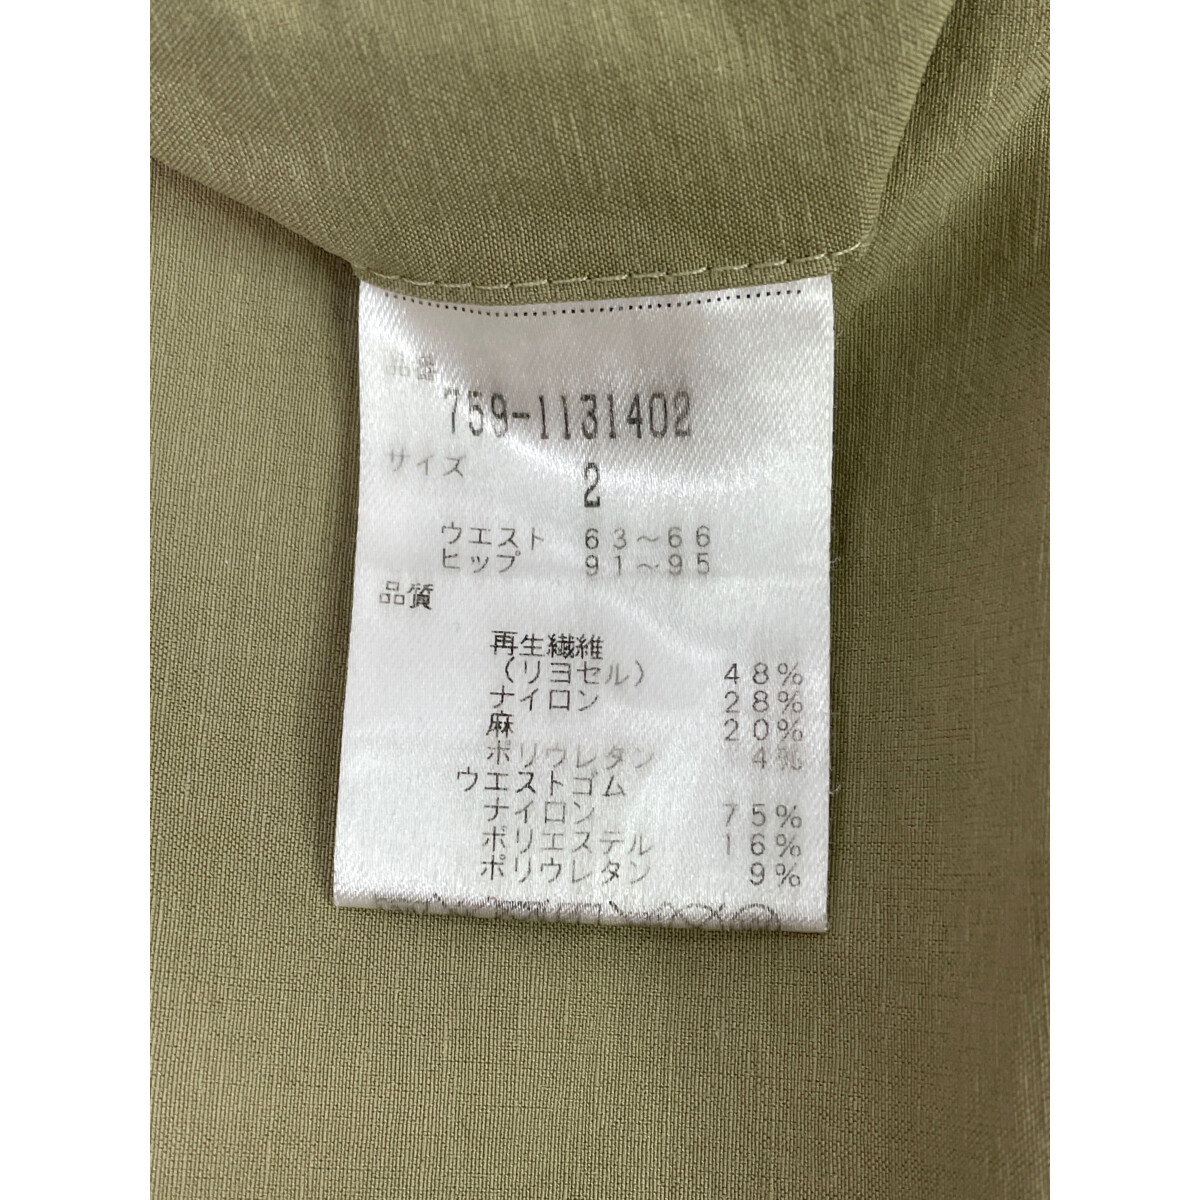 品番
759-1131402
サイズ 2
ウエスト 63〜66
ヒップ 91〜95
品質
再生繊維
(リヨセル) 48%
ナイロン 28%
麻 20%
ポリウレタン 4%
ウエストゴム
ナイロン 75%
ポリエステル 16%
ポリウレタン 9%